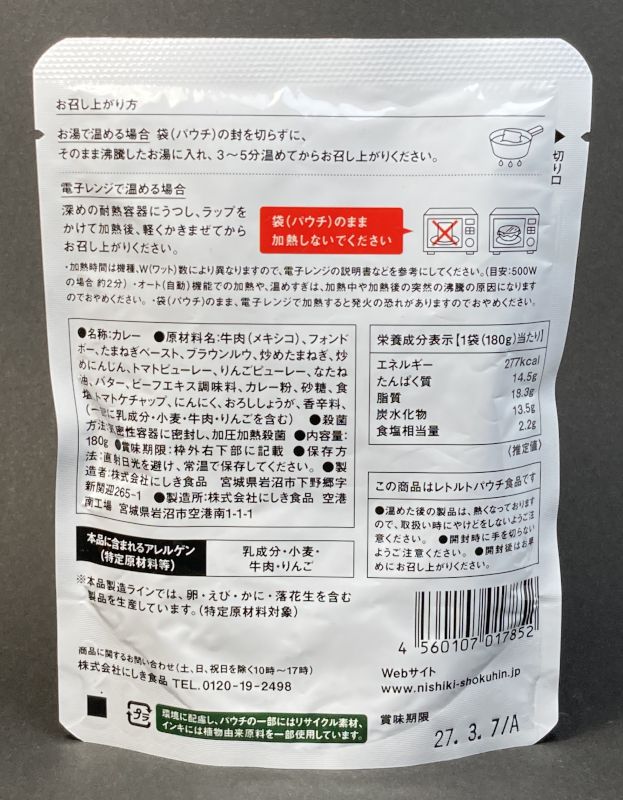 お召し上がり方
お湯で温める場合 袋(パウチ)の封を切らずに、
そのまま沸騰したお湯に入れ、3〜5分温めてからお召し上がりください。
切り口
電子レンジで温める場合
深めの耐熱容器にうつし、ラップを
かけて加熱後、軽くかきまぜてから
お召し上がりください。
袋(パウチ)のまま
加熱しないでください
・加熱時間は機種、W(ワット)数により異なりますので、電子レンジの説明書などを参考にしてください。(目安:500W
の場合 約2分) ・オート(自動)機能での加熱や、温めすぎは、加熱中や加熱後の突然の沸騰の原因になります
のでおやめください。・袋(パウチ)のまま、電子レンジで加熱すると発火の恐れがありますのでおやめください。
●名称:カレー ●原材料名:牛肉(メキシコ)、フォンド
ボー、たまねぎペースト、ブラウンルウ、炒めたまねぎ、炒
めにんじん、トマトピューレー、りんごピューレー、なたね
油、バター、ビーフエキス調味料、カレー粉、砂糖、食
塩、トマトケチャップ、にんにく、おろししょうが、香辛料、
(一部に乳成分・小麦・牛肉・りんごを含む) ●殺菌
方法:気密性容器に密封し、加圧加熱殺菌 ●内容量:
180g ●賞味期限:枠外右下部に記載 ●保存方
法:直射日光を避け、常温で保存してください。 ●製
造者:株式会社にしき食品 宮城県岩沼市下野郷字
新関迎265-1 ●製造所:株式会社にしき食品 空港
南工場 宮城県岩沼市空港南1-1-1
栄養成分表示【1袋(180g)当たり】
エネルギー 277kcal
たんぱく質 14.5g
脂質 18.3g
炭水化物 13.5g
食塩相当量 2.2g
〈推定値〉
この商品はレトルトパウチ食品です
●温めた後の製品は、熱くなっております
ので、取扱い時にやけどをしないようご注
意ください。 ●開封時に手を切らない
ようご注意ください。 ●開封後はお早
めにお召し上がりください。
本品に含まれるアレルゲン
(特定原材料等)
乳成分・小麦・
牛肉・りんご
※本品製造ラインでは、卵・えび・かに・落花生を含む
製品を生産しています。(特定原材料対象)
4 560107 017852
商品に関するお問い合わせ(土、日、祝日を除く10時〜17時)
株式会社にしき食品 TEL.0120-19-2498
Webサイト
www.nishiki-shokuhin.jp
プラ
環境に配慮し、パウチの一部にはリサイクル素材、
インキには植物由来原料を一部使用しています。
賞味期限
27. 3. 7/A